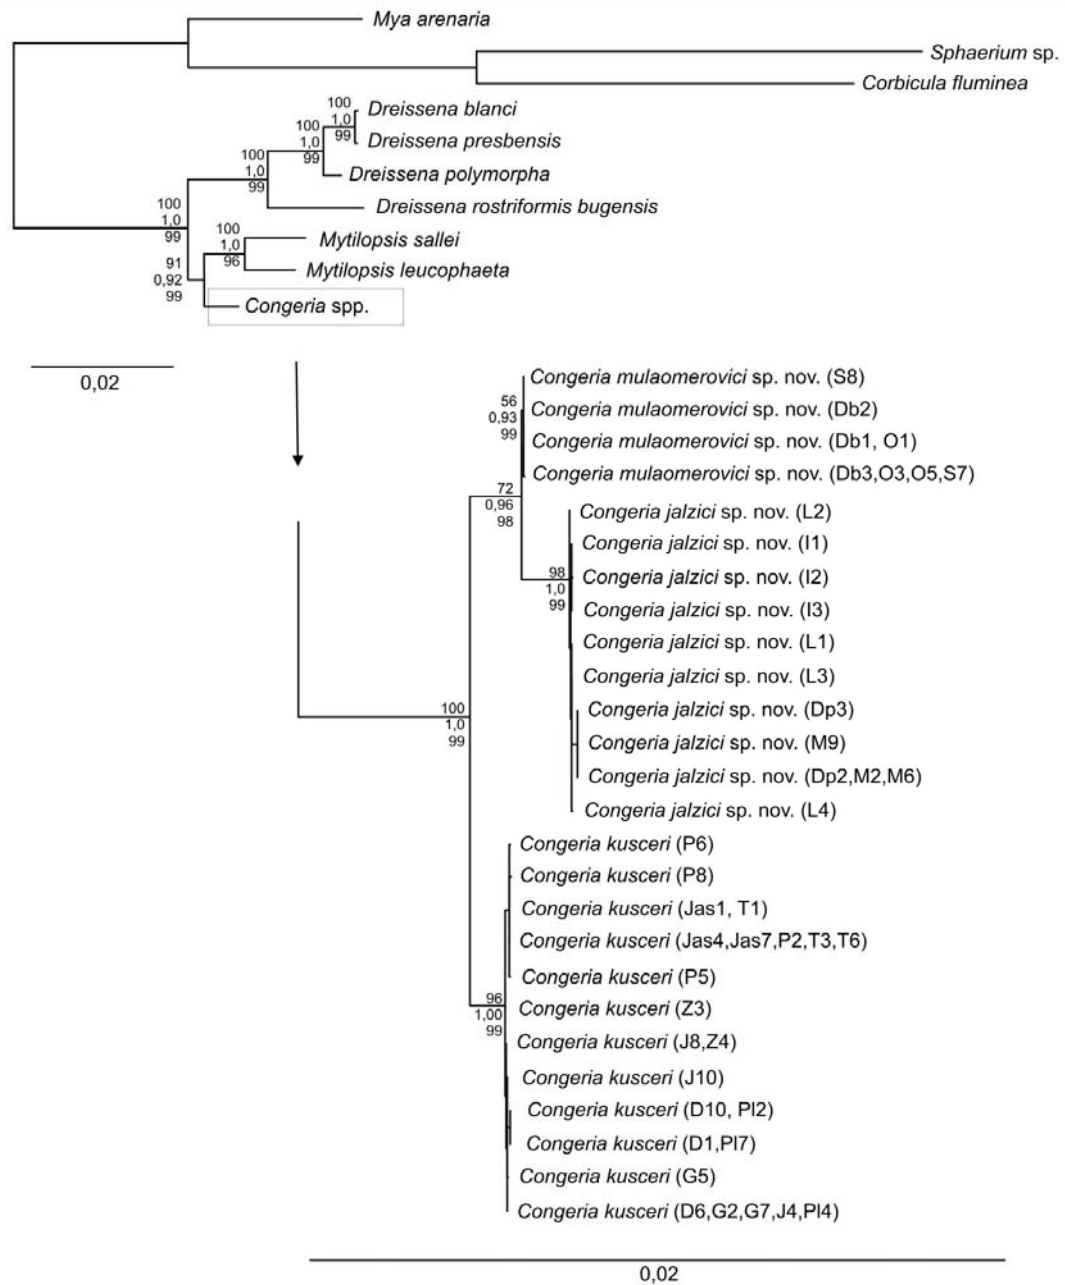 Mya arenaria
Sphaerium sp.
Corbicula fluminea
100
1,0
99
Dreissena blanci
Dreissena presbensis
100
1,0
99
Dreissena polymorpha
100
1,0
99
Dreissena rostriformis bugensis
100
1,0
99
100
1,0
96
Mytilopsis sallei
Mytilopsis leucophaeta
91
0,92
99
Congeria spp.
0,02
Congeria mulaomerovici sp. nov. (S8)
56
0,93
99
Congeria mulaomerovici sp. nov. (Db2)
Congeria mulaomerovici sp. nov. (Db1, O1)
Congeria mulaomerovici sp. nov. (Db3,O3,O5,S7)
72
0,96
98
Congeria jalzici sp. nov. (L2)
Congeria jalzici sp. nov. (I1)
98
1,0
99
Congeria jalzici sp. nov. (I2)
Congeria jalzici sp. nov. (I3)
Congeria jalzici sp. nov. (L1)
Congeria jalzici sp. nov. (L3)
Congeria jalzici sp. nov. (Dp3)
100
1,0
99
Congeria jalzici sp. nov. (M9)
Congeria jalzici sp. nov. (Dp2,M2,M6)
Congeria jalzici sp. nov. (L4)
Congeria kusceri (P6)
Congeria kusceri (P8)
Congeria kusceri (Jas1, T1)
Congeria kusceri (Jas4,Jas7,P2,T3,T6)
Congeria kusceri (P5)
96
1,00
99
Congeria kusceri (Z3)
Congeria kusceri (J8,Z4)
Congeria kusceri (J10)
Congeria kusceri (D10, Pl2)
Congeria kusceri (D1,Pl7)
Congeria kusceri (G5)
Congeria kusceri (D6,G2,G7,J4,Pl4)
0,02